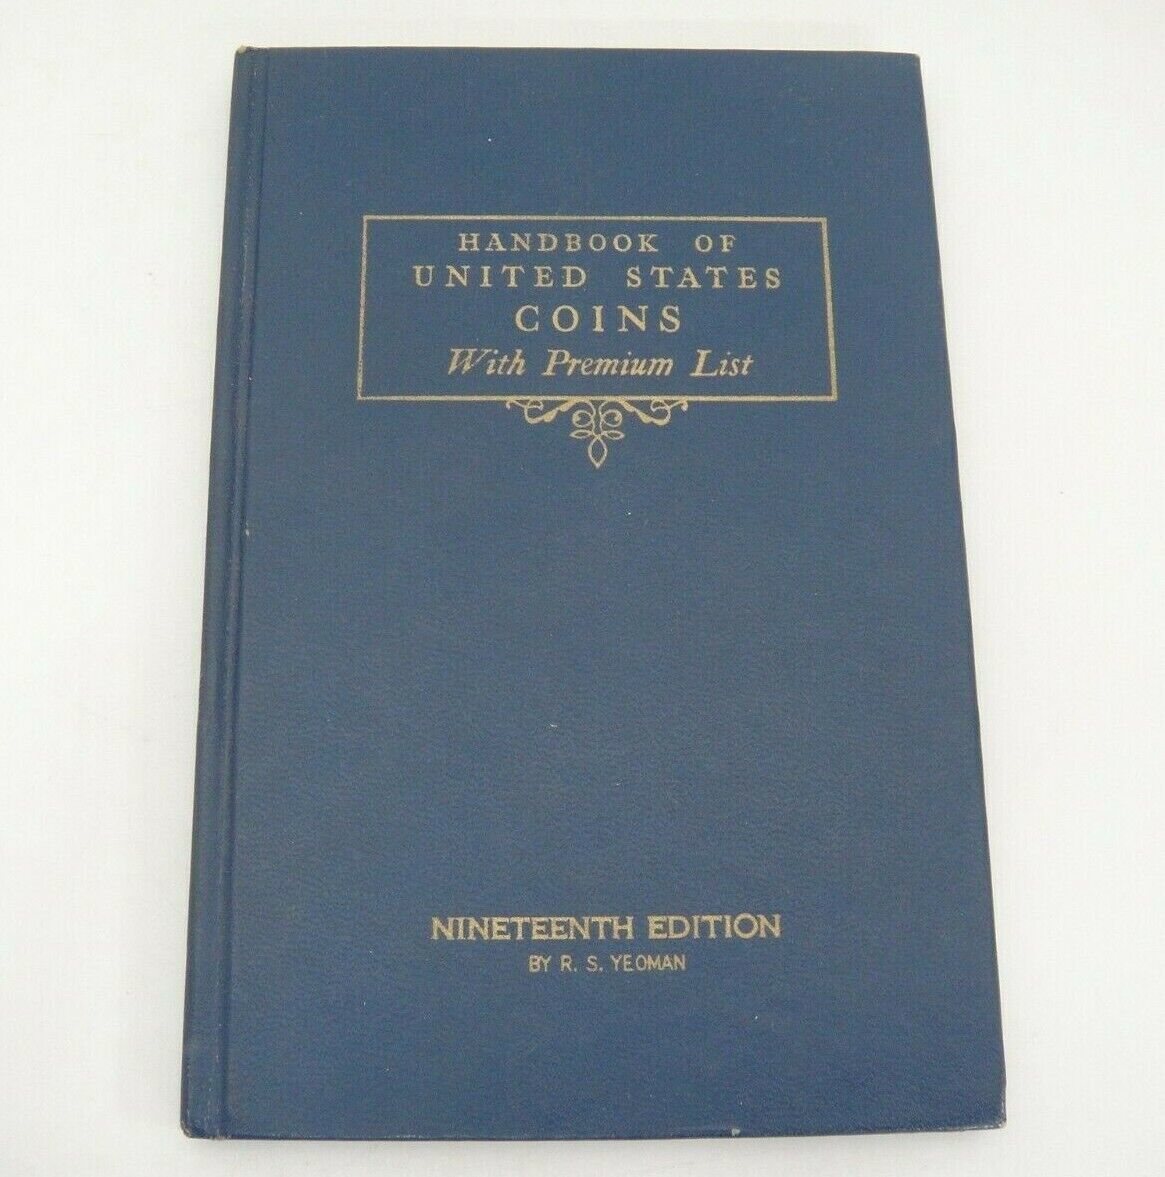 HANDBOOK OF
UNITED STATES
COINS
With Premium List
NINETEENTH EDITION
BY R. S. YEOMAN